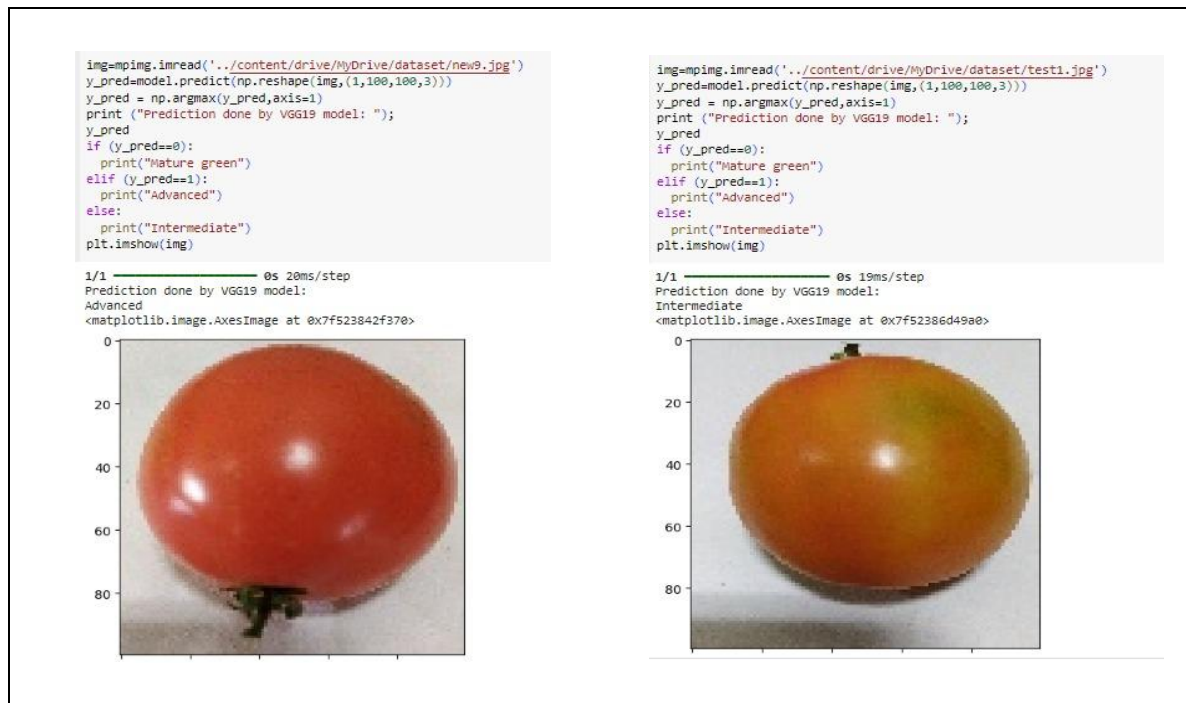 img=mpimg.imread('../content/drive/MyDrive/dataset/new9.jpg')
y_pred=model.predict(np.reshape(img,(1,100,100,3)))
y_pred = np.argmax(y_pred,axis=1)
print ("Prediction done by VGG19 model: ");
y_pred
if (y_pred==0):
  print("Mature green")
elif (y_pred==1):
  print("Advanced")
else:
  print("Intermediate")
plt.imshow(img)
1/1 0s 20ms/step
Prediction done by VGG19 model:
Advanced
<matplotlib.image.AxesImage at 0x7f523842f370>
0
20
40
60
80
img=mpimg.imread('../content/drive/MyDrive/dataset/test1.jpg')
y_pred=model.predict(np.reshape(img,(1,100,100,3)))
y_pred = np.argmax(y_pred,axis=1)
print ("Prediction done by VGG19 model: ");
y_pred
if (y_pred==0):
  print("Mature green")
elif (y_pred==1):
  print("Advanced")
else:
  print("Intermediate")
plt.imshow(img)
1/1 0s 19ms/step
Prediction done by VGG19 model:
Intermediate
<matplotlib.image.AxesImage at 0x7f52386d49a0>
0
20
40
60
80